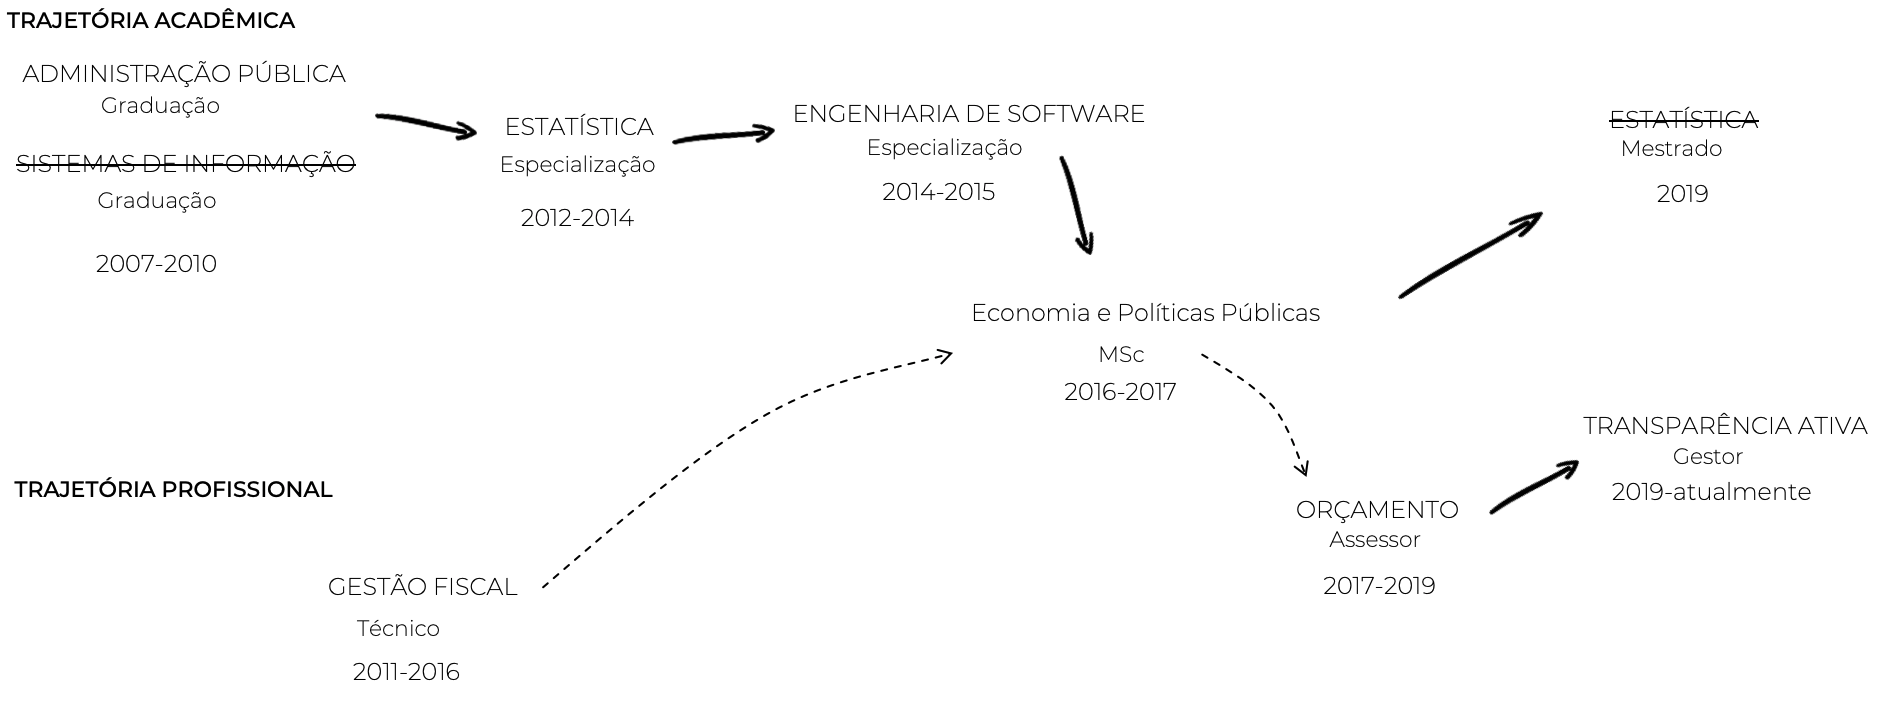 TRAJETÓRIA ACADÊMICA
ADMINISTRAÇÃO PÚBLICA
Graduação
SISTEMAS DE INFORMAÇÃO
Graduação
2007-2010
ESTATÍSTICA
Especialização
2012-2014
ENGENHARIA DE SOFTWARE
Especialização
2014-2015
Economia e Políticas Públicas
MSc
2016-2017
ESTATÍSTICA
Mestrado
2019
TRAJETÓRIA PROFISSIONAL
GESTÃO FISCAL
Técnico
2011-2016
ORÇAMENTO
Assessor
2017-2019
TRANSPARÊNCIA ATIVA
Gestor
2019-atualmente